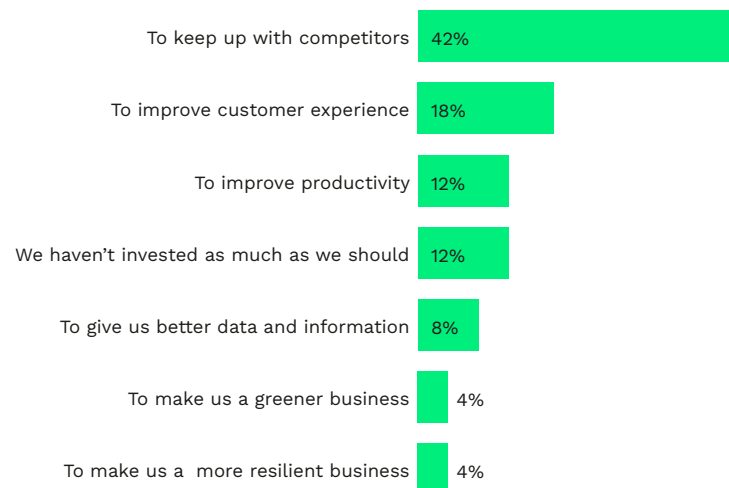 To keep up with competitors 42%
To improve customer experience 18%
To improve productivity 12%
We haven’t invested as much as we should 12%
To give us better data and information 8%
To make us a greener business 4%
To make us a  more resilient business 4%